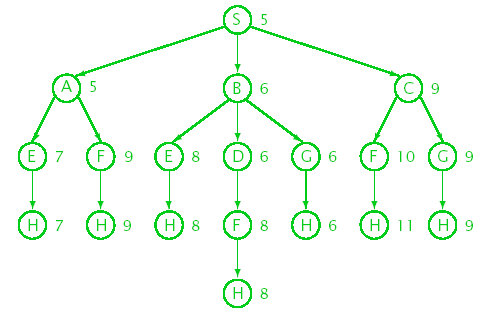 S 5
A 5 B 6 C 9
E 7 F 9 E 8 D 6 G 6 F 10 G 9
H 7 H 9 H 8 F 8 H 6 H 11 H 9
H 8